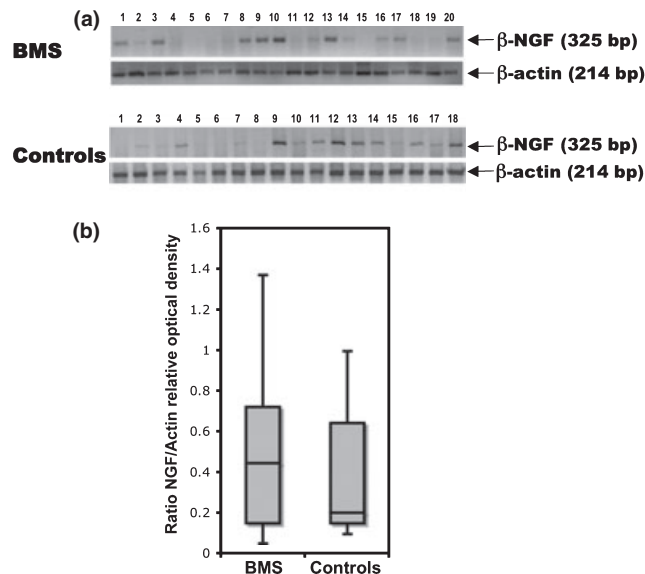 (a)
1 2 3 4 5 6 7 8 9 10 11 12 13 14 15 16 17 18 19 20
BMS
β-NGF (325 bp)
β-actin (214 bp)
1 2 3 4 5 6 7 8 9 10 11 12 13 14 15 16 17 18
Controls
β-NGF (325 bp)
β-actin (214 bp)
(b)
Ratio NGF/Actin relative optical density
1.6
1.4
1.2
1
0.8
0.6
0.4
0.2
0
BMS Controls